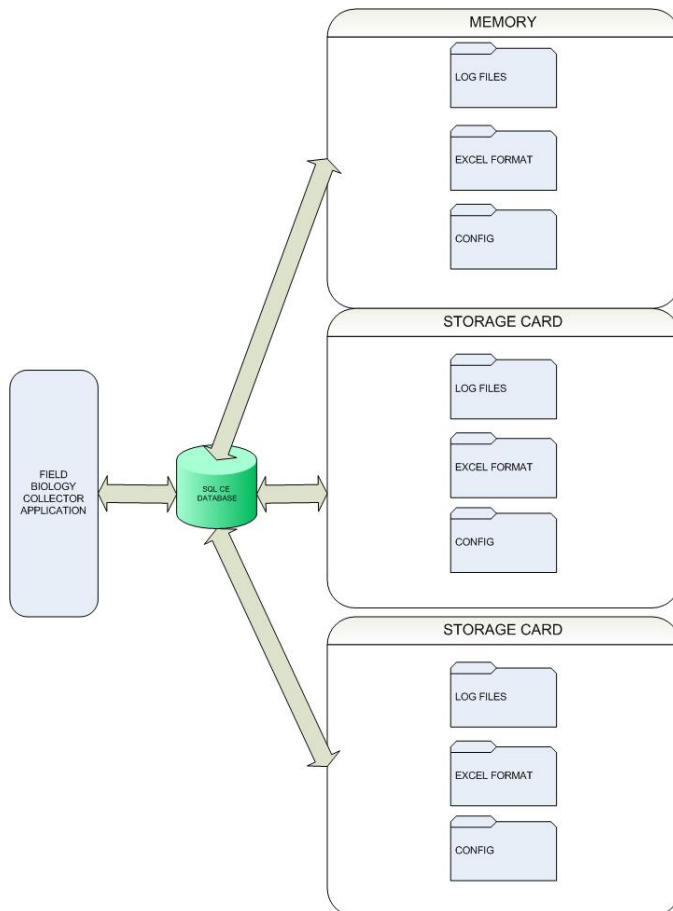 MEMORY
LOG FILES
EXCEL FORMAT
CONFIG
STORAGE CARD
LOG FILES
EXCEL FORMAT
CONFIG
FIELD
BIOLOGY
COLLECTOR
APPLICATION
SQL CE
DATABASE
STORAGE CARD
LOG FILES
EXCEL FORMAT
CONFIG